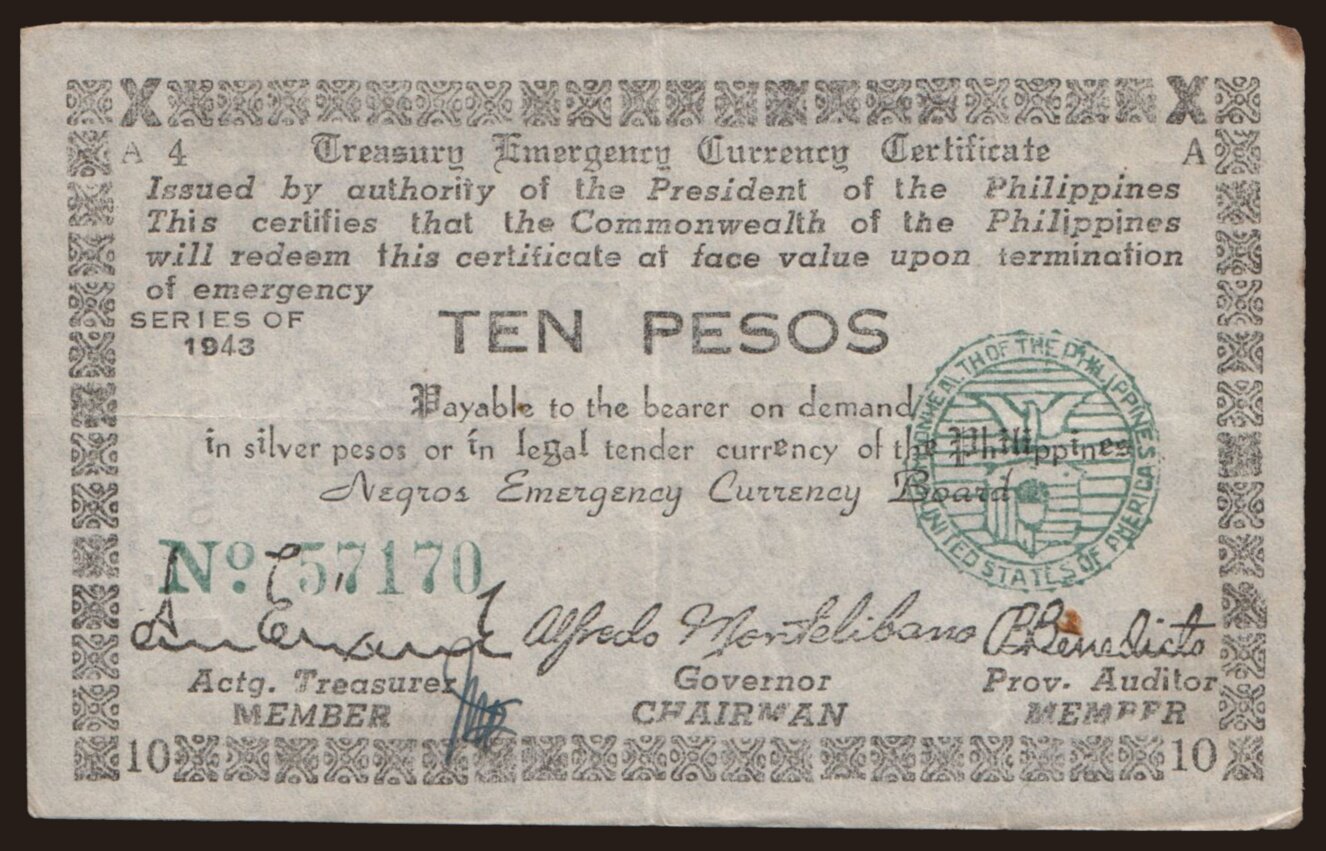 X X
A 4 Treasury Emergency Currency Certificate A
Issued by authority of the President of the Philippines
This certifies that the Commonwealth of the Philippines
will redeem this certificate at face value upon termination
of emergency
SERIES OF
1943
TEN PESOS
Payable to the bearer on demand
in silver pesos or in legal tender currency of the Philippines
Negros Emergency Currency Board
COMMONWEALTH OF THE PHILIPPINES
UNITED STATES OF AMERICA
No. 57170
Alfredo Montelibano
Benedicto
Actg. Treasurer Governor Prov. Auditor
MEMBER CHAIRMAN MEMBER
10 10